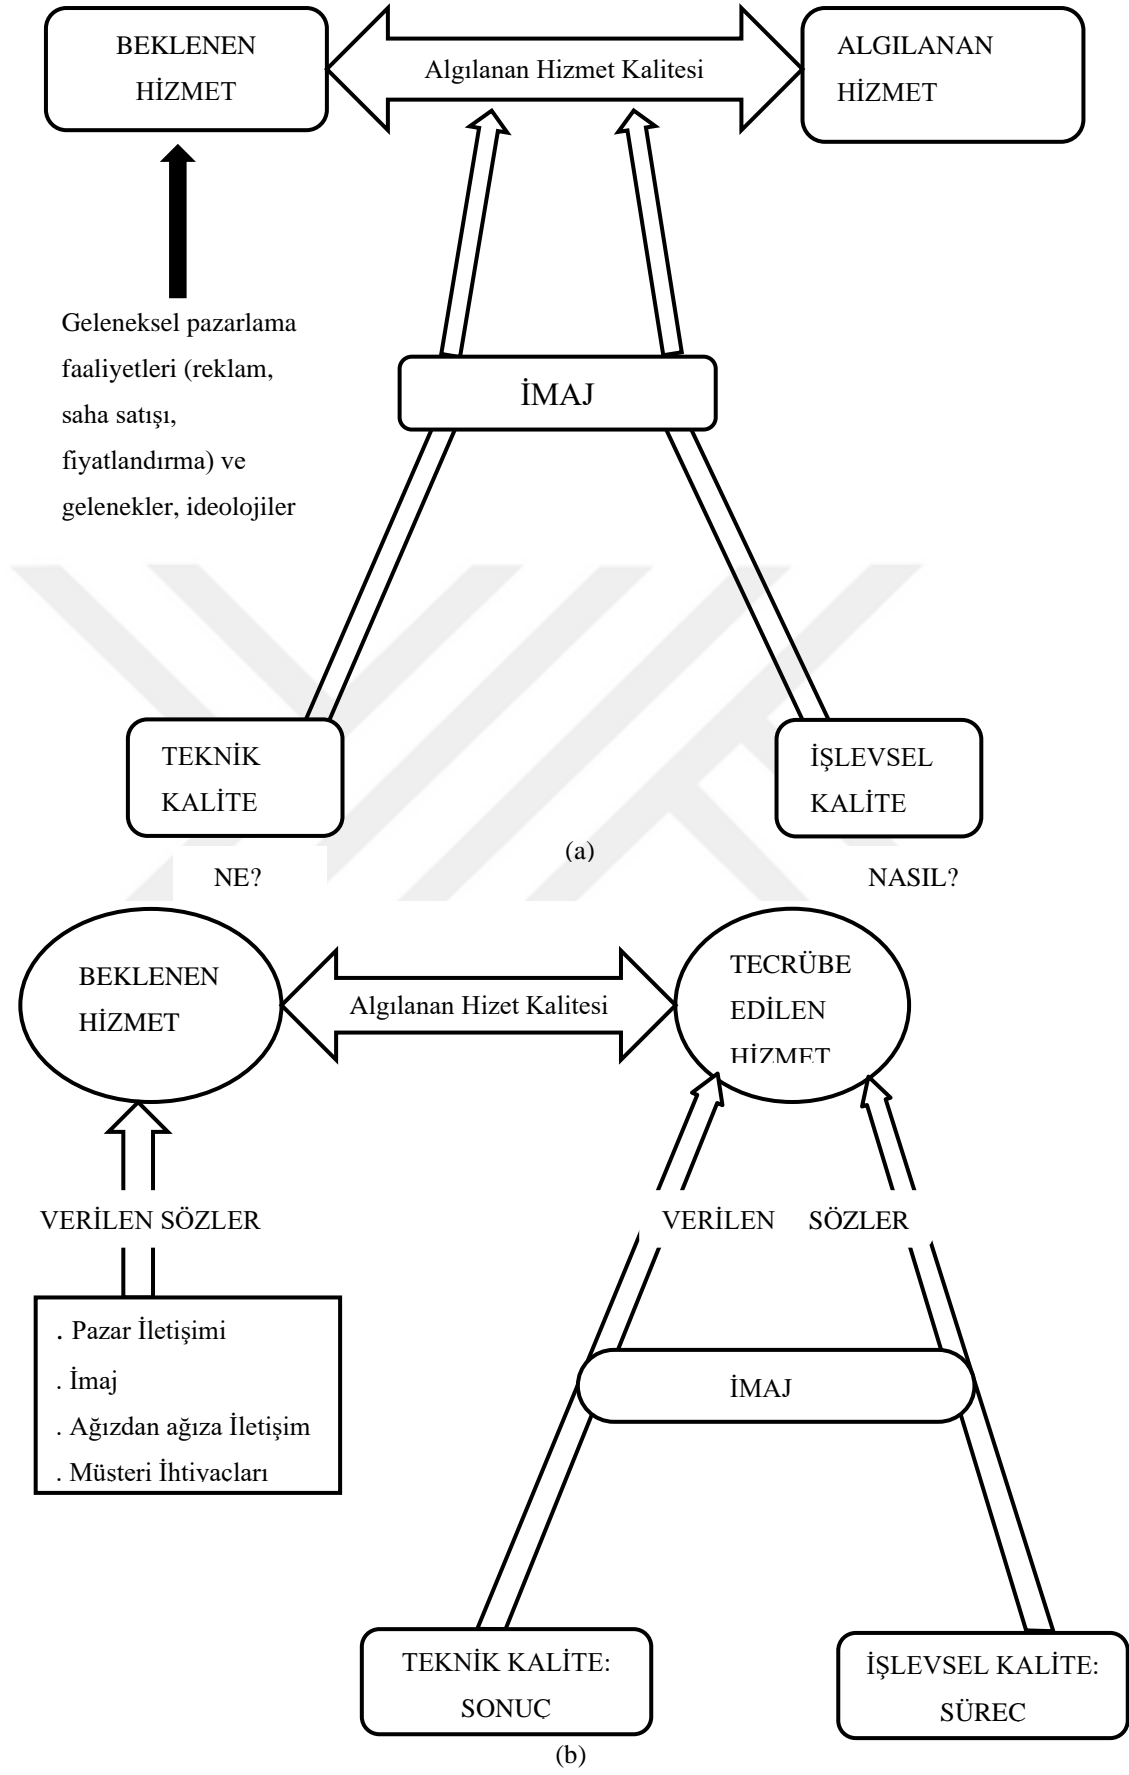 BEKLENEN
HİZMET
Algılanan Hizmet Kalitesi
ALGILANAN
HİZMET
Geleneksel pazarlama
faaliyetleri (reklam,
saha satışı,
fiyatlandırma) ve
gelenekler, ideolojiler
İMAJ
TEKNİK
KALİTE
İŞLEVSEL
KALİTE
(a)
NE?
NASIL?
BEKLENEN
HİZMET
Algılanan Hizet Kalitesi
TECRÜBE
EDİLEN
HİZMET
VERİLEN SÖZLER
VERİLEN SÖZLER
. Pazar İletişimi
. İmaj
. Ağızdan ağıza İletişim
. Müşteri İhtiyaçları
İMAJ
TEKNİK KALİTE:
SONUÇ
İŞLEVSEL KALİTE:
SÜREÇ
(b)